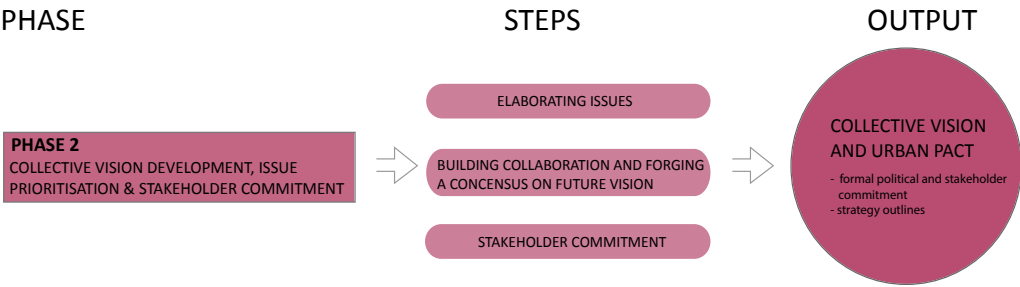 PHASE
STEPS
OUTPUT
PHASE 2
COLLECTIVE VISION DEVELOPMENT, ISSUE
PRIORITISATION & STAKEHOLDER COMMITMENT
ELABORATING ISSUES
BUILDING COLLABORATION AND FORGING
A CONCENSUS ON FUTURE VISION
STAKEHOLDER COMMITMENT
COLLECTIVE VISION
AND URBAN PACT
- formal political and stakeholder
commitment
- strategy outlines